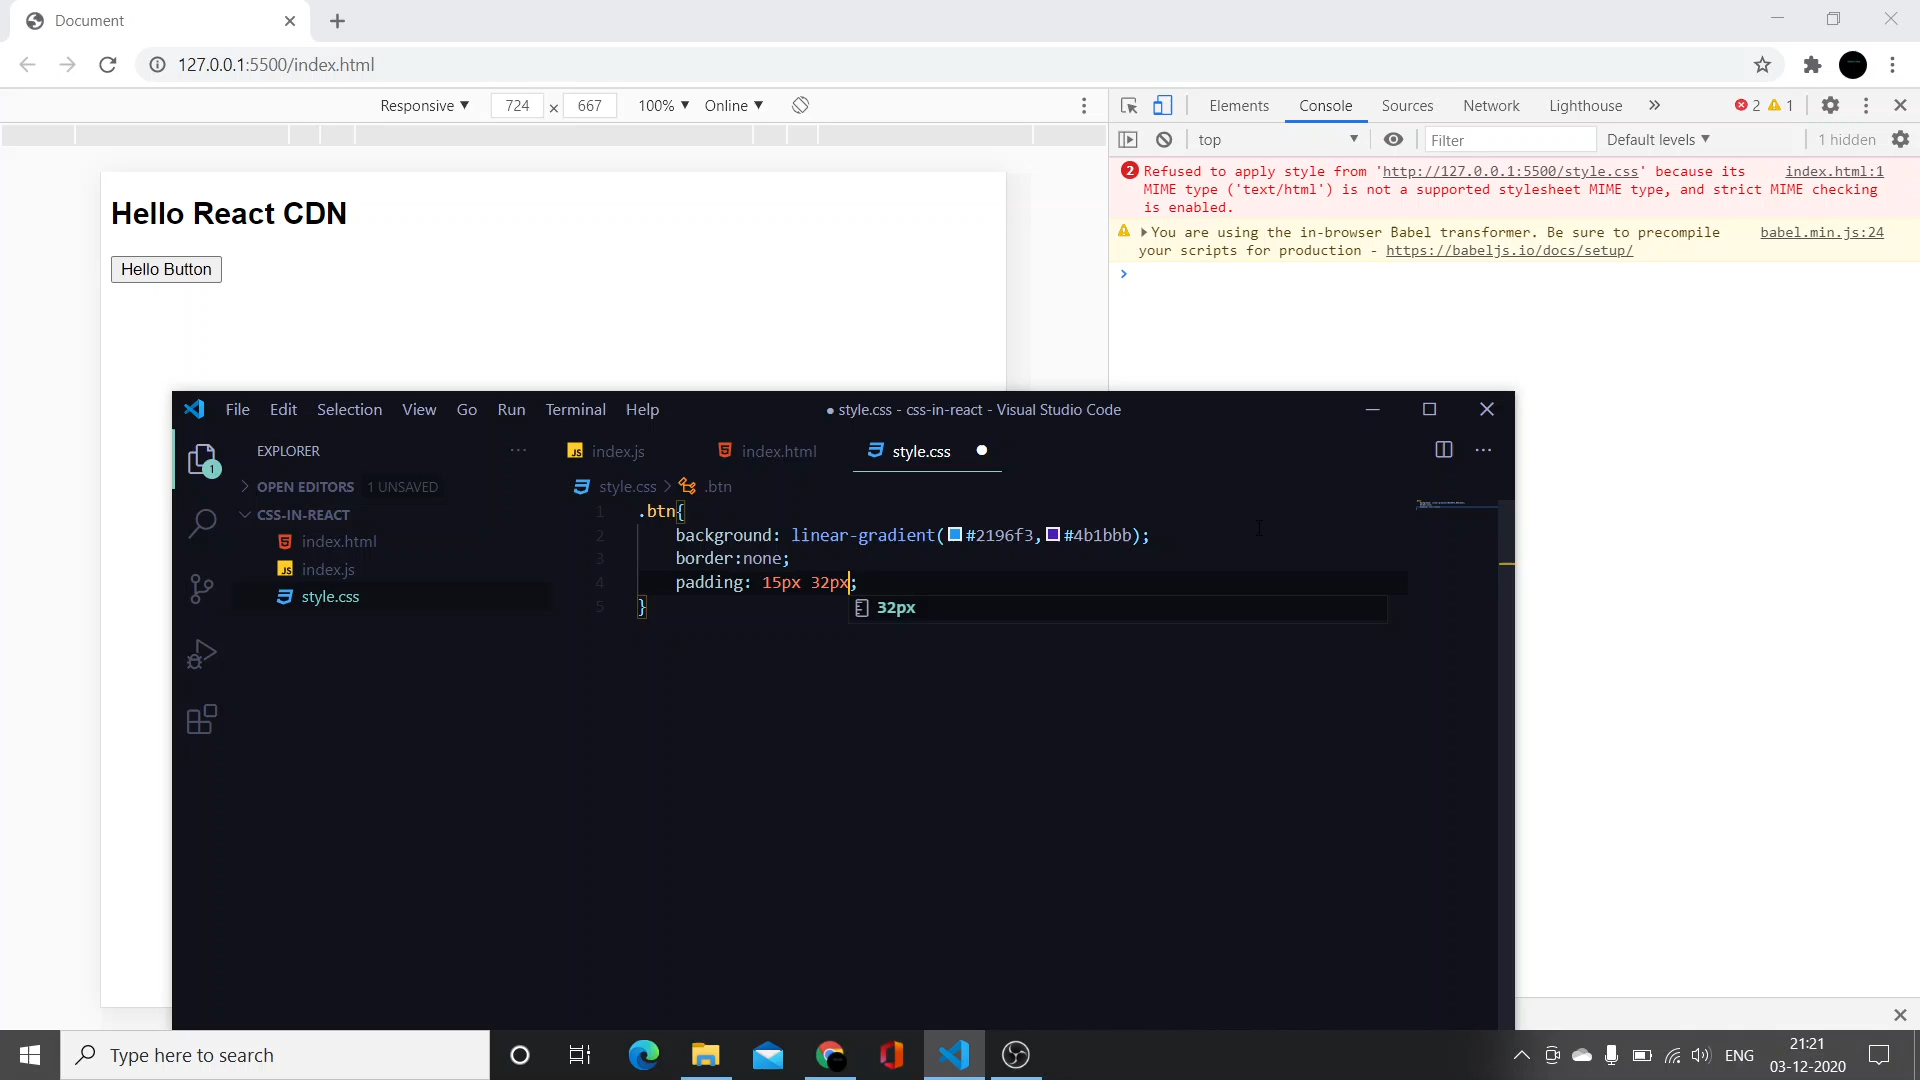 Document
127.0.0.1:5500/index.html
Responsive 724 x 667 100% Online
Elements Console Sources Network Lighthouse » 2 1
top Filter Default levels 1 hidden
2 Refused to apply style from 'http://127.0.0.1:5500/style.css' because its index.html:1
MIME type ('text/html') is not a supported stylesheet MIME type, and strict MIME checking
is enabled.
You are using the in-browser Babel transformer. Be sure to precompile babel.min.js:24
your scripts for production - https://babeljs.io/docs/setup/
Hello React CDN
Hello Button
File Edit Selection View Go Run Terminal Help ● style.css - css-in-react - Visual Studio Code
EXPLORER
1
OPEN EDITORS 1 UNSAVED
CSS-IN-REACT
index.html
JS index.js
style.css
JS index.js index.html style.css
style.css > .btn
1 .btn{
2 background: linear-gradient(#2196f3,#4b1bbb);
3 border:none;
4 padding: 15px 32px;
5 }
32px
Type here to search
ENG
21:21
03-12-2020